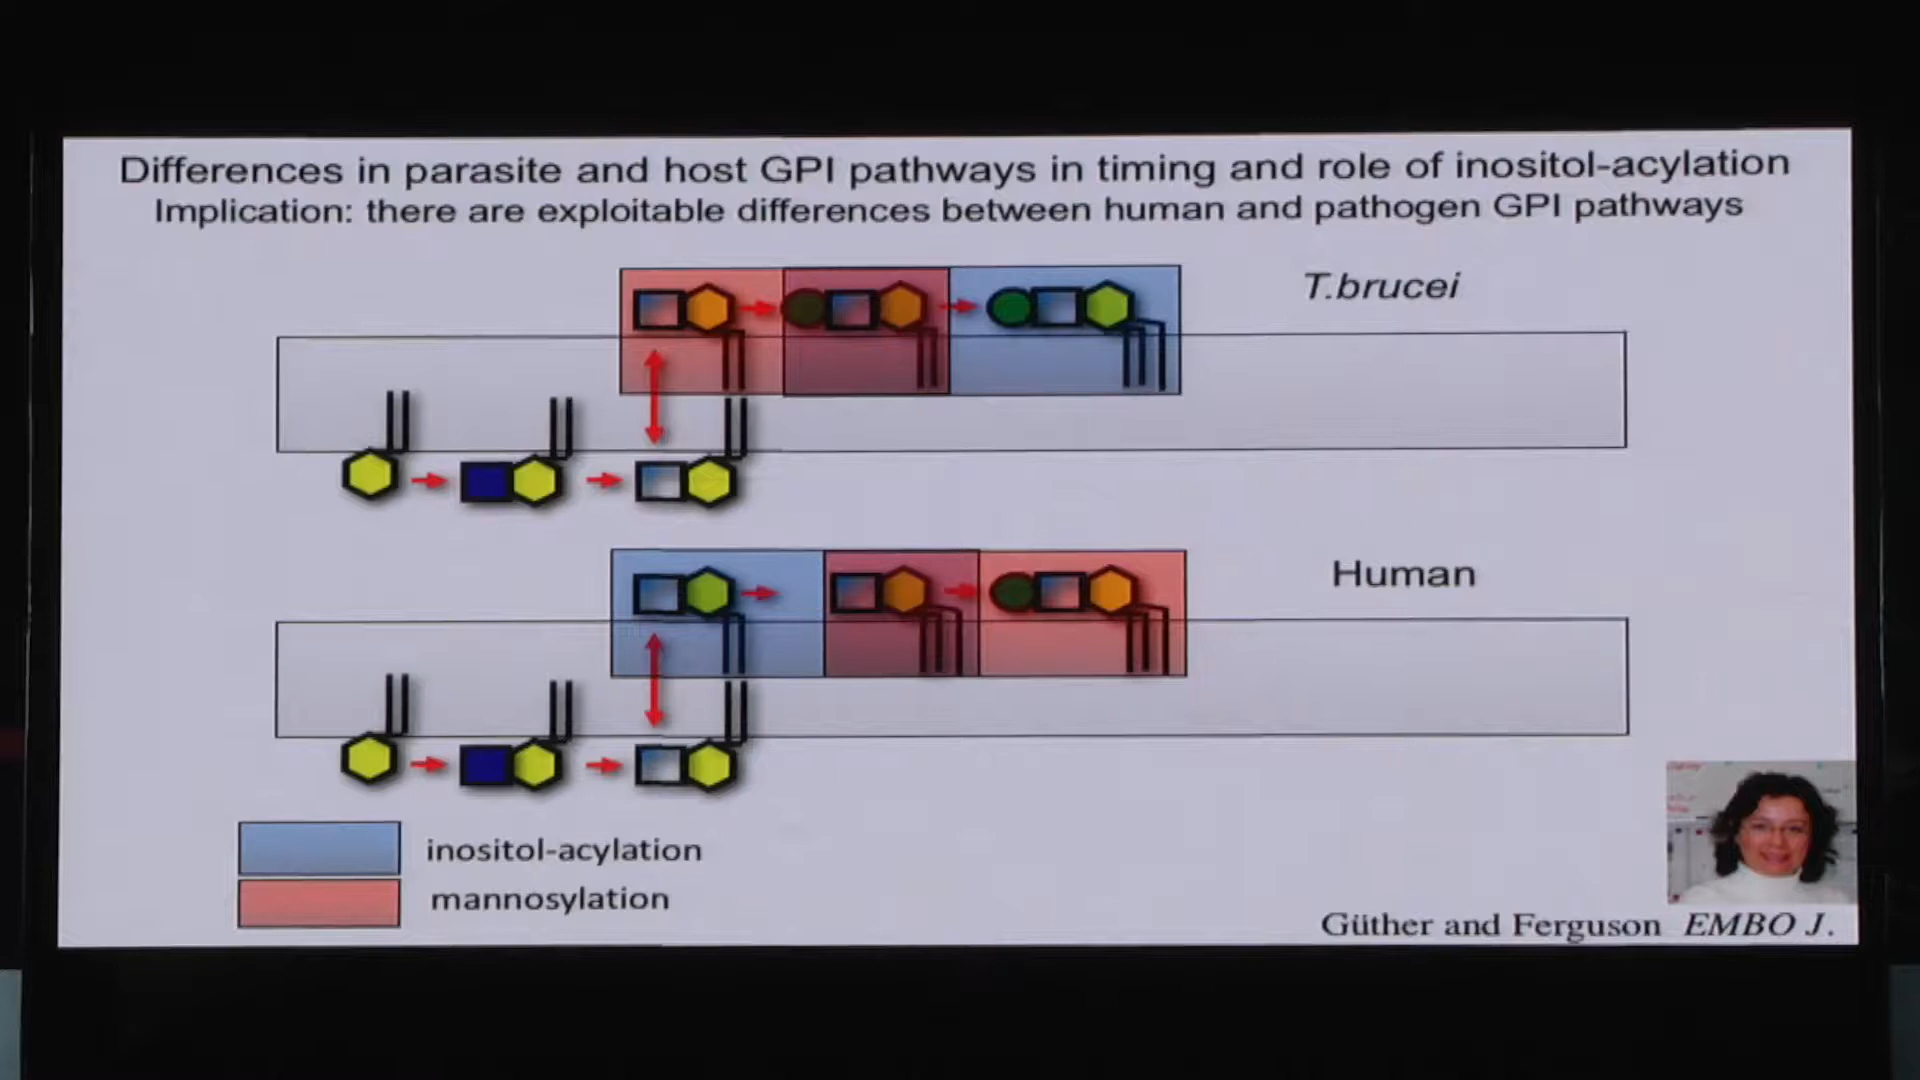 Differences in parasite and host GPI pathways in timing and role of inositol-acylation
Implication: there are exploitable differences between human and pathogen GPI pathways
T.brucei
Human
inositol-acylation
mannosylation
Güther and Ferguson EMBO J.